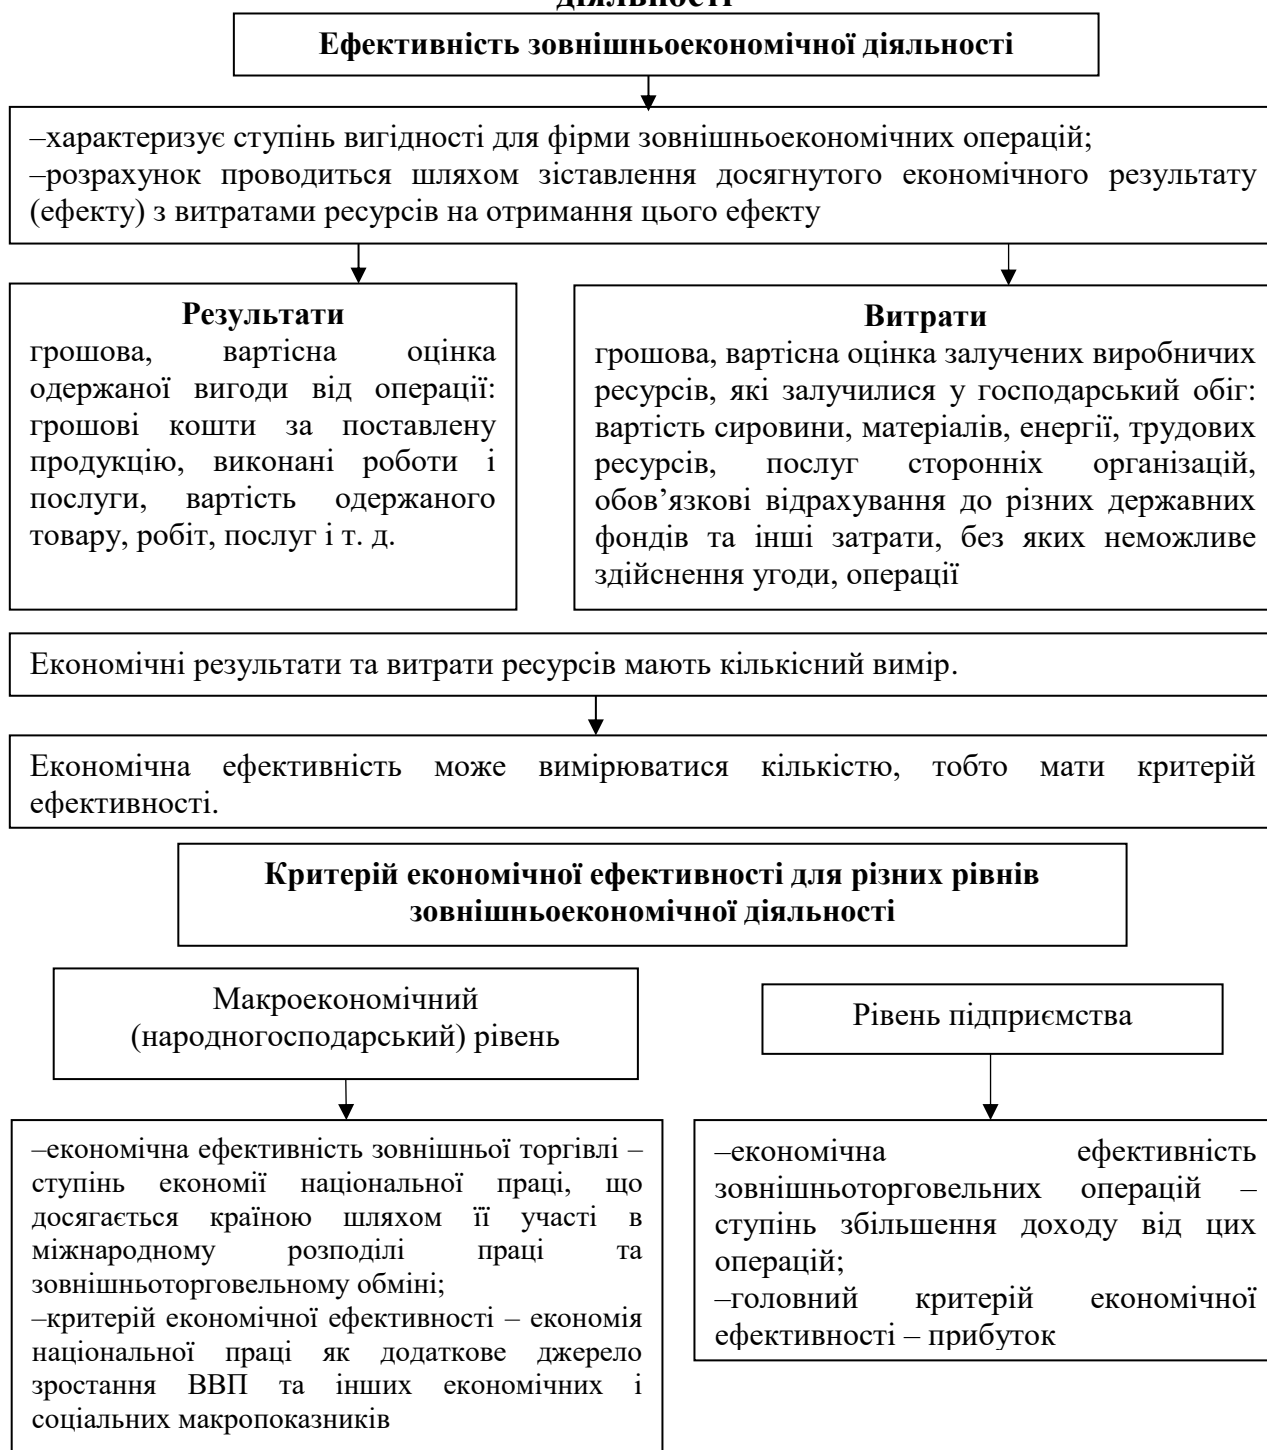 діяльності
Ефективність зовнішньоекономічної діяльності
–характеризує ступінь вигідності для фірми зовнішньоекономічних операцій;
–розрахунок проводиться шляхом зіставлення досягнутого економічного результату
(ефекту) з витратами ресурсів на отримання цього ефекту
Результати
грошова, вартісна оцінка
одержаної вигоди від операції:
грошові кошти за поставлену
продукцію, виконані роботи і
послуги, вартість одержаного
товару, робіт, послуг і т. д.
Витрати
грошова, вартісна оцінка залучених виробничих
ресурсів, які залучилися у господарський обіг:
вартість сировини, матеріалів, енергії, трудових
ресурсів, послуг сторонніх організацій,
обов’язкові відрахування до різних державних
фондів та інші затрати, без яких неможливе
здійснення угоди, операції
Економічні результати та витрати ресурсів мають кількісний вимір.
Економічна ефективність може вимірюватися кількістю, тобто мати критерій
ефективності.
Критерій економічної ефективності для різних рівнів
зовнішньоекономічної діяльності
Макроекономічний
(народногосподарський) рівень
–економічна ефективність зовнішньої торгівлі –
ступінь економії національної праці, що
досягається країною шляхом її участі в
міжнародному розподілі праці та
зовнішньоторговельному обміні;
–критерій економічної ефективності – економія
національної праці як додаткове джерело
зростання ВВП та інших економічних і
соціальних макропоказників
Рівень підприємства
–економічна ефективність
зовнішньоторговельних операцій –
ступінь збільшення доходу від цих
операцій;
–головний критерій економічної
ефективності – прибуток